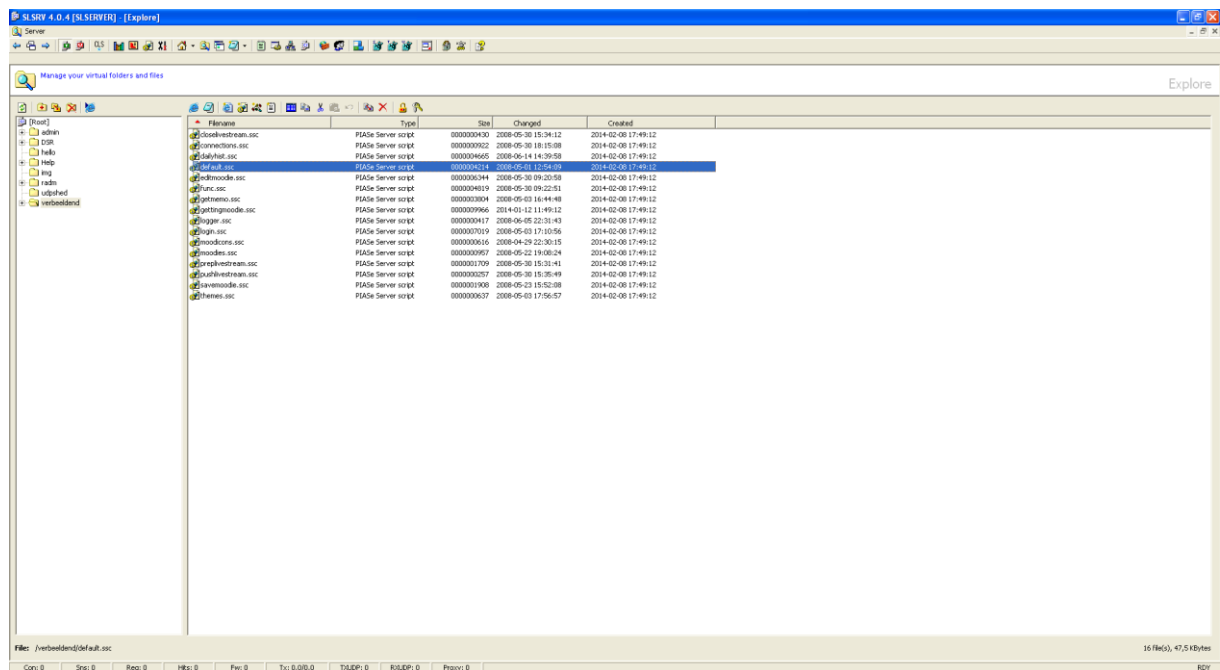 SLSRV 4.0.4 [SLSERVER] - [Explore]
Server
Manage your virtual folders and files
Explore
[Root]
admin
DSR
hello
Help
img
radm
udpshed
verbeeldend
Filename Type Size Changed Created
closelivestream.ssc PIASe Server script 0000000430 2008-05-30 15:34:12 2014-02-08 17:49:12
connections.ssc PIASe Server script 0000000922 2008-05-30 18:15:08 2014-02-08 17:49:12
dailyhist.ssc PIASe Server script 0000004665 2008-06-14 14:39:58 2014-02-08 17:49:12
default.ssc PIASe Server script 0000004214 2008-05-01 12:54:09 2014-02-08 17:49:12
editmoodie.ssc PIASe Server script 0000006344 2008-05-30 09:20:58 2014-02-08 17:49:12
func.ssc PIASe Server script 0000004819 2008-05-30 09:22:51 2014-02-08 17:49:12
getmemo.ssc PIASe Server script 0000003804 2008-05-03 16:44:48 2014-02-08 17:49:12
gettingmoodie.ssc PIASe Server script 0000009966 2014-01-12 11:49:12 2014-02-08 17:49:12
logger.ssc PIASe Server script 0000000417 2008-06-05 22:31:43 2014-02-08 17:49:12
login.ssc PIASe Server script 0000007019 2008-05-03 17:10:56 2014-02-08 17:49:12
moodicons.ssc PIASe Server script 0000000616 2008-04-29 22:30:15 2014-02-08 17:49:12
moodies.ssc PIASe Server script 0000000957 2008-05-22 19:08:24 2014-02-08 17:49:12
preplivestream.ssc PIASe Server script 0000001709 2008-05-30 15:31:41 2014-02-08 17:49:12
pushlivestream.ssc PIASe Server script 0000000257 2008-05-30 15:35:49 2014-02-08 17:49:12
savemoodie.ssc PIASe Server script 0000001908 2008-05-23 15:52:08 2014-02-08 17:49:12
themes.ssc PIASe Server script 0000000637 2008-05-03 17:56:57 2014-02-08 17:49:12
File: /verbeeldend/default.ssc 16 file(s), 47,5 KBytes
Con: 0 Sns: 0 Req: 0 Hits: 0 Fw: 0 Tx: 0.0/0.0 TXUDP: 0 RXUDP: 0 Proxy: 0 RDY